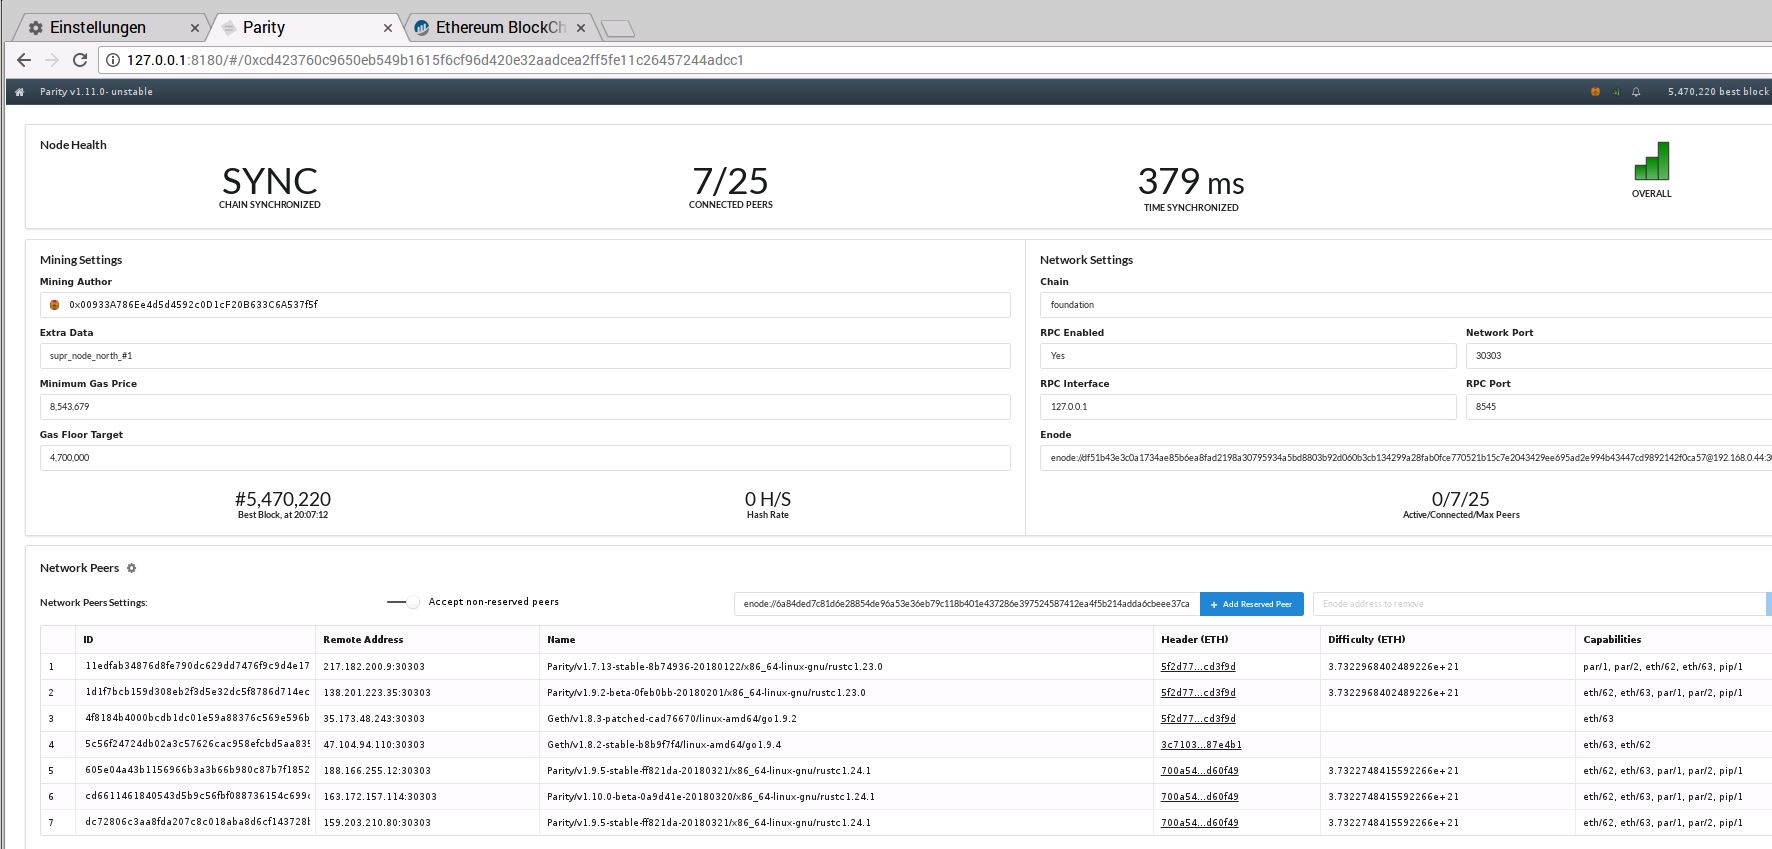 Einstellungen × Parity × Ethereum BlockCh ×
127.0.0.1:8180/#/0xcd423760c9650eb549b1615f6cf96d420e32aadcea2ff5fe11c26457244adcc1
Parity v1.11.0- unstable 5,470,220 best block
Node Health
SYNC 7/25 379 ms
CHAIN SYNCHRONIZED CONNECTED PEERS TIME SYNCHRONIZED OVERALL
Mining Settings Network Settings
Mining Author Chain
0x00933A786Ee4d5d4592c0D1cF20B633C6A537f5f foundation
Extra Data RPC Enabled Network Port
supr_node_north_#1 Yes 30303
Minimum Gas Price RPC Interface RPC Port
8,543,679 127.0.0.1 8545
Gas Floor Target Enode
4,700,000 enode://df51b43e3c0a1734ae85b6ea8fad2198a30795934a5bd8803b92d060b3cb134299a28fab0fce770521b15c7e2043429ee695ad2e994b43447cd9892142f0ca57@192.168.0.44:3
#5,470,220 0 H/S 0/7/25
Best Block, at 20:07:12 Hash Rate Active/Connected/Max Peers
Network Peers
Network Peers Settings: Accept non-reserved peers enode://6a84ded7c81d6e28854de96a53e36eb79c118b401e437286e397524587412ea4f5b214adda6cbeee37ca + Add Reserved Peer Enode address to remove
ID Remote Address Name Header (ETH) Difficulty (ETH) Capabilities
1 11edfab34876d8fe790dc629dd7476f9c9d4e17 217.182.200.9:30303 Parity/v1.7.13-stable-8b74936-20180122/x86_64-linux-gnu/rustc1.23.0 5f2d77...cd3f9d 3.7322968402489226e+21 par/1, par/2, eth/62, eth/63, pip/1
2 1d1f7bcb159d308eb2f3d5e32dc5f8786d714ec 138.201.223.35:30303 Parity/v1.9.2-beta-0feb0bb-20180201/x86_64-linux-gnu/rustc1.23.0 5f2d77...cd3f9d 3.7322968402489226e+21 eth/62, eth/63, par/1, par/2, pip/1
3 4f8184b4000bcdb1dc01e59a88376c569e596b 35.173.48.243:30303 Geth/v1.8.3-patched-cad76670/linux-amd64/go1.9.2 5f2d77...cd3f9d eth/63
4 5c56f24724db02a3c57626cac958efcbd5aa835 47.104.94.110:30303 Geth/v1.8.2-stable-b8b9f7f4/linux-amd64/go1.9.4 3c7103...87e4b1 eth/63, eth/62
5 605e04a43b1156966b3a3b66b980c87b7f1852 188.166.255.12:30303 Parity/v1.9.5-stable-ff821da-20180321/x86_64-linux-gnu/rustc1.24.1 700a54...d60f49 3.7322748415592266e+21 eth/62, eth/63, par/1, par/2, pip/1
6 cd6611461840543d5b9c56fbf088736154c699c 163.172.157.114:30303 Parity/v1.10.0-beta-0a9d41e-20180320/x86_64-linux-gnu/rustc1.24.1 700a54...d60f49 3.7322748415592266e+21 eth/62, eth/63, par/1, par/2, pip/1
7 dc72806c3aa8fda207c8c018aba8d6cf143728 159.203.210.80:30303 Parity/v1.9.5-stable-ff821da-20180321/x86_64-linux-gnu/rustc1.24.1 700a54...d60f49 3.7322748415592266e+21 eth/62, eth/63, par/1, par/2, pip/1